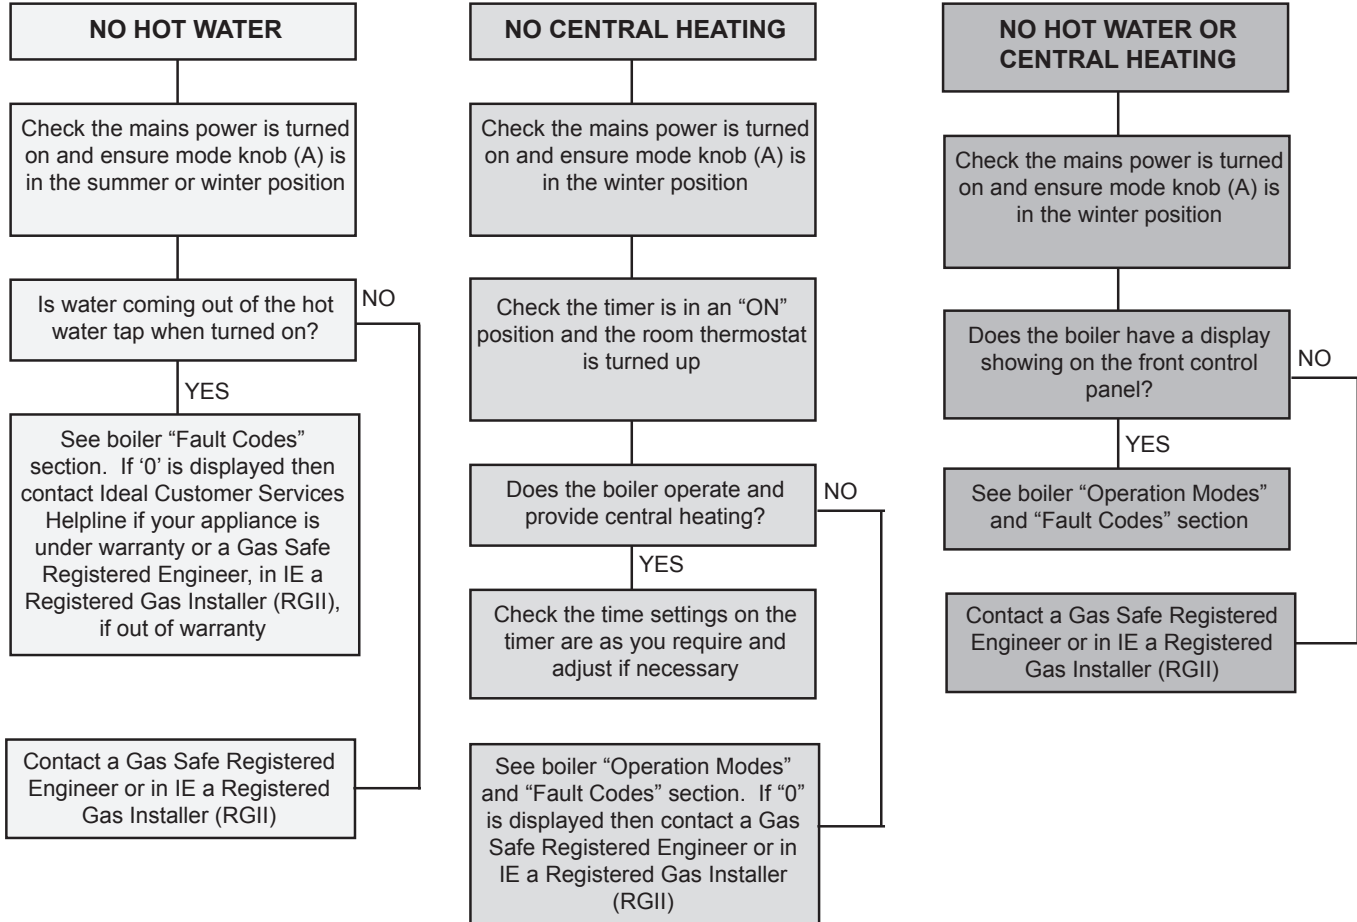 NO HOT WATER
Check the mains power is turned
on and ensure mode knob (A) is
in the summer or winter position
Is water coming out of the hot
water tap when turned on?
NO
YES
See boiler “Fault Codes”
section. If ‘0’ is displayed then
contact Ideal Customer Services
Helpline if your appliance is
under warranty or a Gas Safe
Registered Engineer, in IE a
Registered Gas Installer (RGII),
if out of warranty
Contact a Gas Safe Registered
Engineer or in IE a Registered
Gas Installer (RGII)
NO CENTRAL HEATING
Check the mains power is turned
on and ensure mode knob (A) is
in the winter position
Check the timer is in an “ON”
position and the room thermostat
is turned up
Does the boiler operate and
provide central heating?
NO
YES
Check the time settings on the
timer are as you require and
adjust if necessary
See boiler “Operation Modes”
and “Fault Codes” section. If “0”
is displayed then contact a Gas
Safe Registered Engineer or in
IE a Registered Gas Installer
(RGII)
NO HOT WATER OR
CENTRAL HEATING
Check the mains power is turned
on and ensure mode knob (A) is
in the winter position
Does the boiler have a display
showing on the front control
panel?
NO
YES
See boiler “Operation Modes”
and “Fault Codes” section
Contact a Gas Safe Registered
Engineer or in IE a Registered
Gas Installer (RGII)